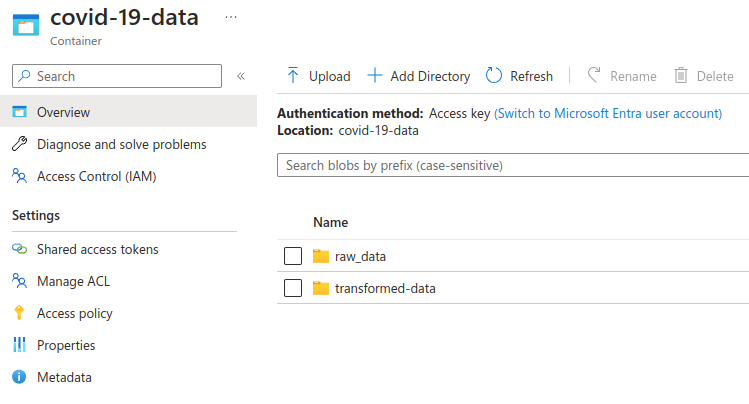 covid-19-data ...
Container
Search «
Overview
Diagnose and solve problems
Access Control (IAM)
Settings
Shared access tokens
Manage ACL
Access policy
Properties
Metadata
Upload + Add Directory Refresh Rename Delete
Authentication method: Access key (Switch to Microsoft Entra user account)
Location: covid-19-data
Search blobs by prefix (case-sensitive)
Name
raw_data
transformed-data